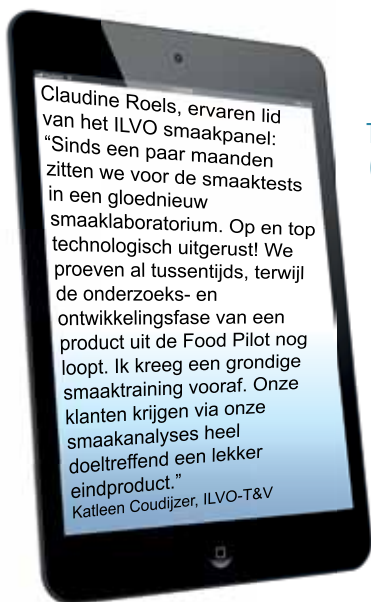 Claudine Roels, ervaren lid
van het ILVO smaakpanel:
“Sinds een paar maanden
zitten we voor de smaaktests
in een gloednieuw
smaaklaboratorium. Op en top
technologisch uitgerust! We
proeven al tussentijds, terwijl
de onderzoeks- en
ontwikkelingsfase van een
product uit de Food Pilot nog
loopt. Ik kreeg een grondige
smaaktraining vooraf. Onze
klanten krijgen via onze
smaakanalyses heel
doeltreffend een lekker
eindproduct.”
Katleen Coudijzer, ILVO-T&V